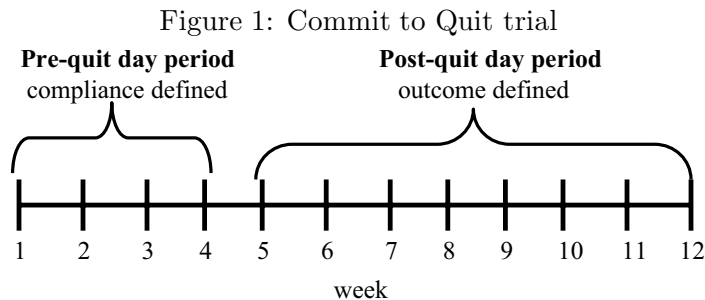 Figure 1: Commit to Quit trial
Pre-quit day period
compliance defined
Post-quit day period
outcome defined
1 2 3 4 5 6 7 8 9 10 11 12
week